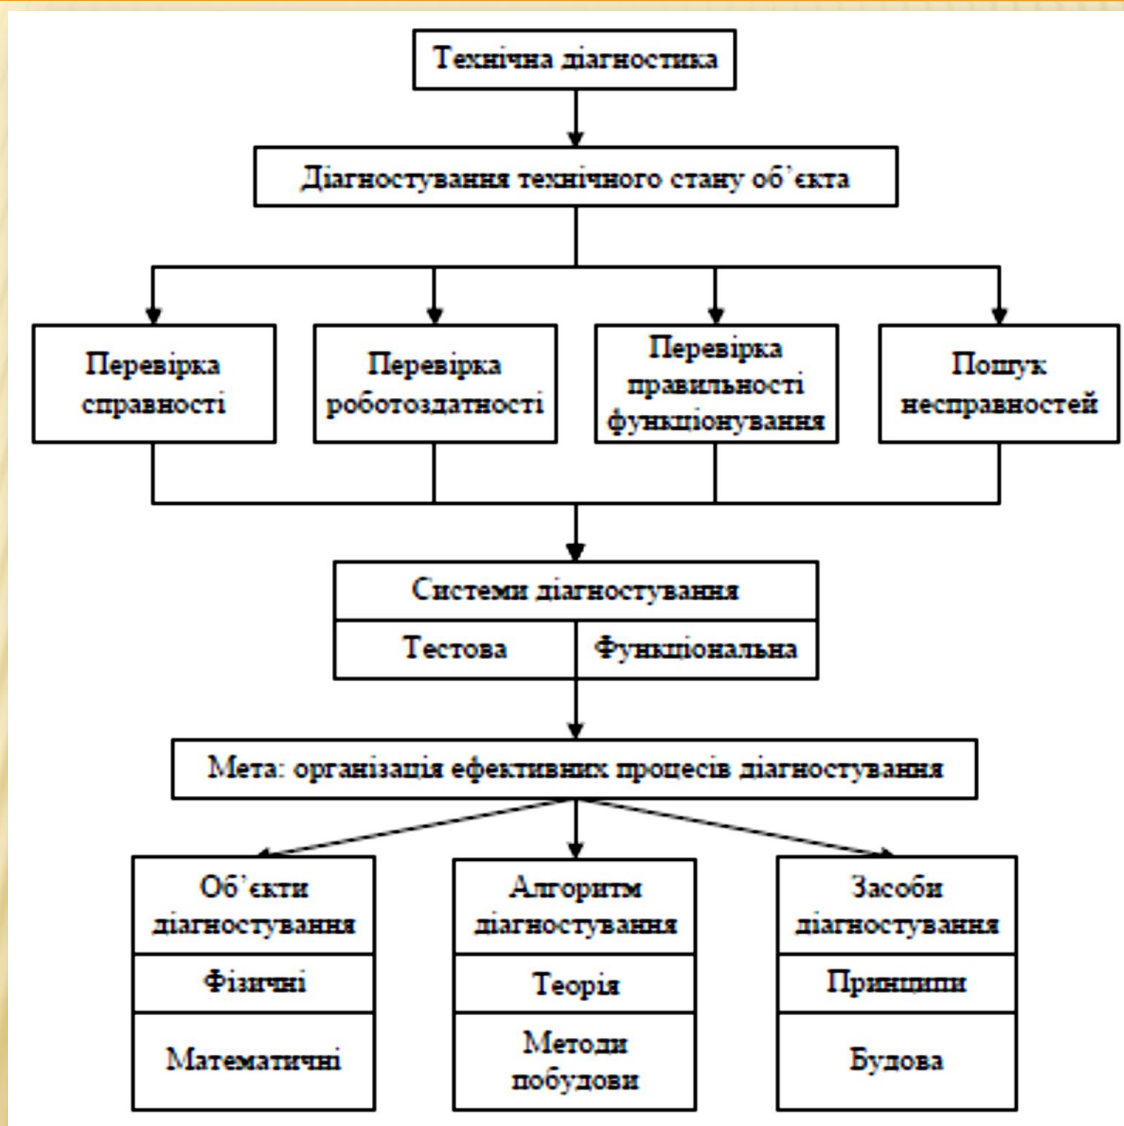 Технічна діагностика
Діагностування технічного стану об’єкта
Перевірка
справності
Перевірка
роботоздатності
Перевірка
правильності
функціонування
Пошук
несправностей
Системи діагностування
Тестова
Функціональна
Мета: організація ефективних процесів діагностування
Об’єкти
діагностування
Фізичні
Математичні
Алгоритм
діагностування
Теорія
Методи
побудови
Засоби
діагностування
Принципи
Будова